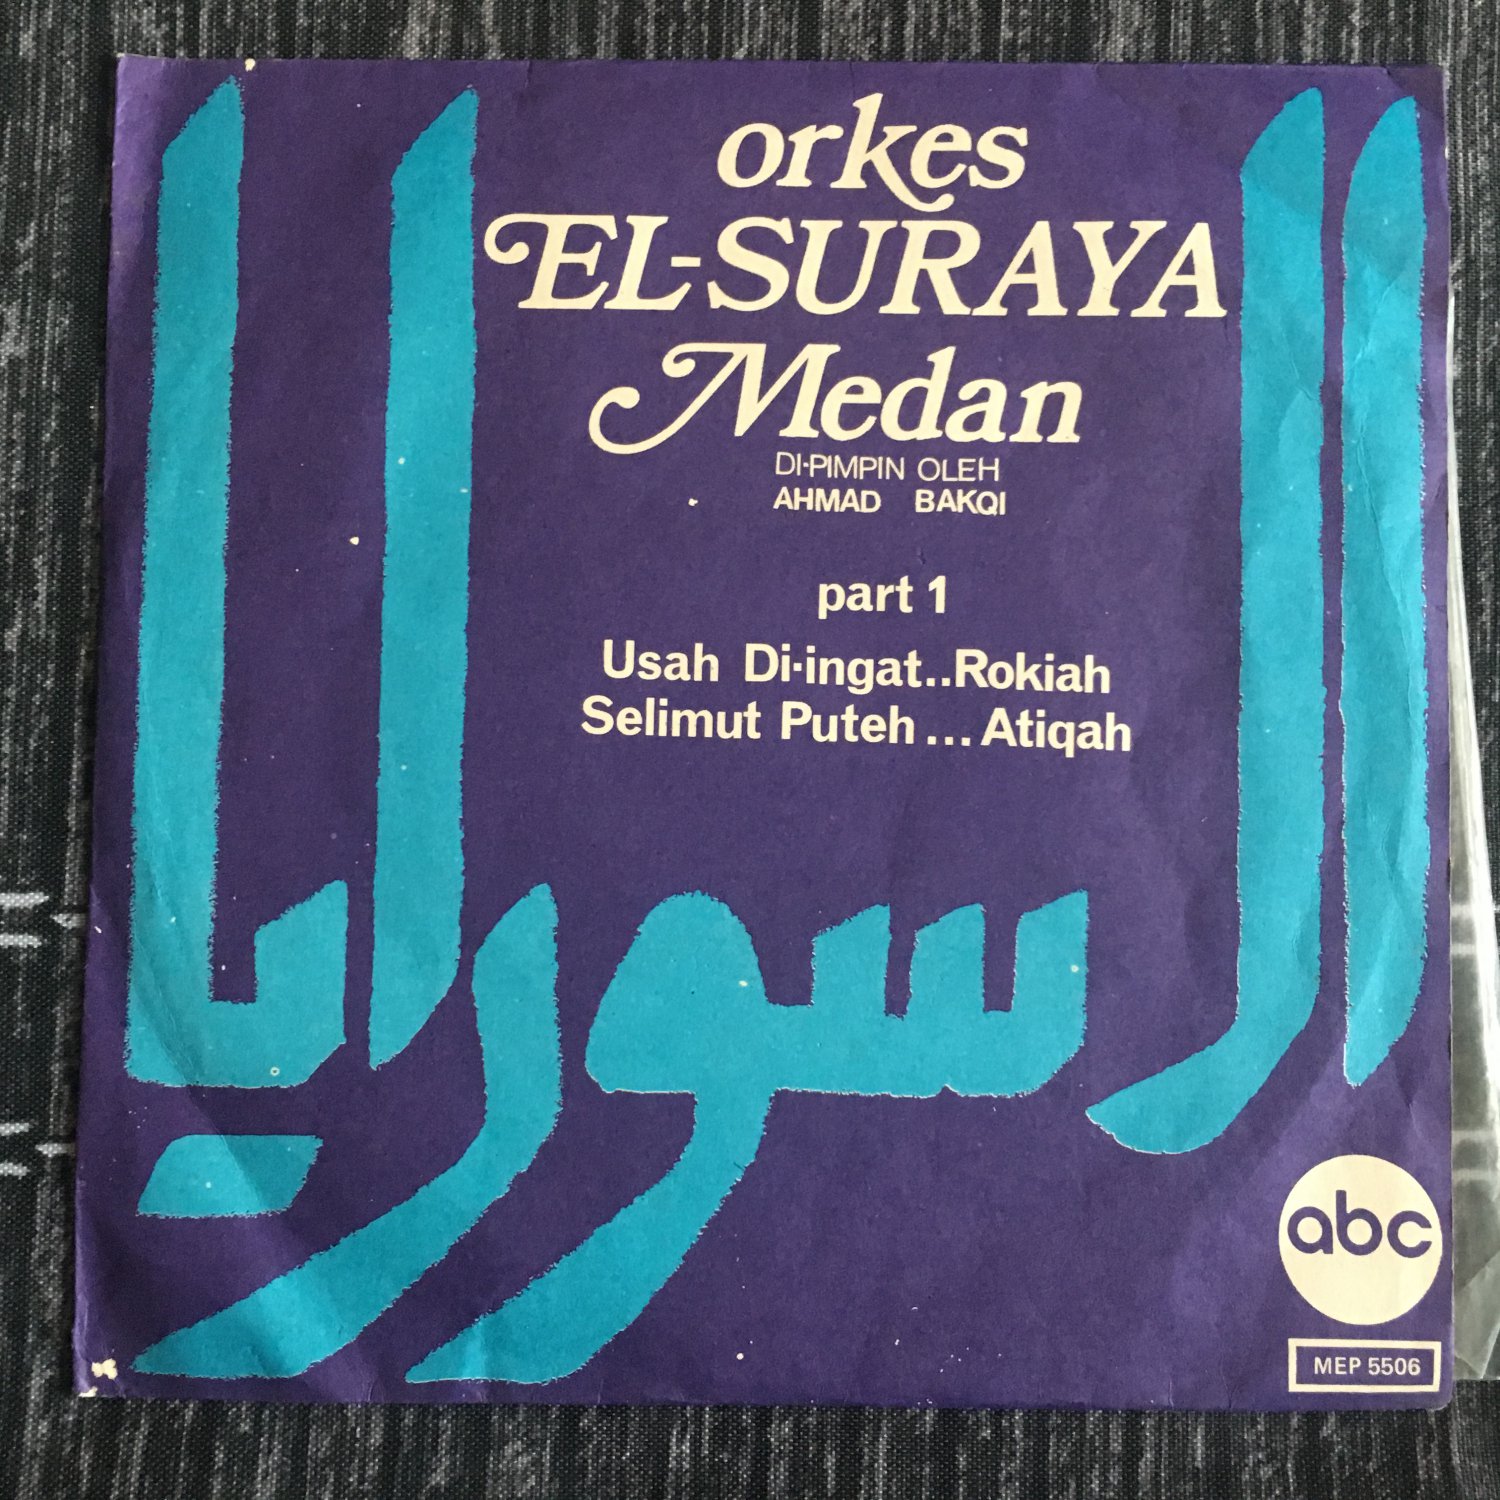 orkes
EL-SURAYA
Medan
DI-PIMPIN OLEH
AHMAD BAKQI
part 1
Usah Di-ingat..Rokiah
Selimut Puteh...Atiqah
السورايا
abc
MEP 5506